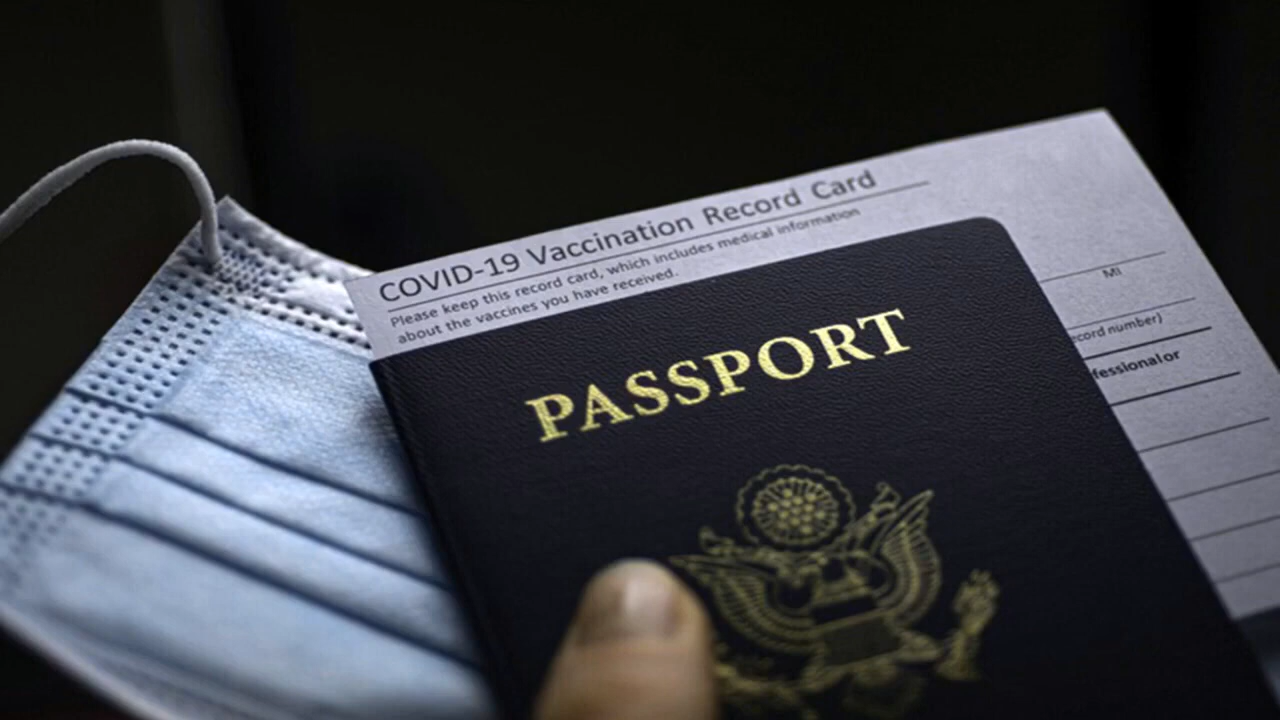 COVID-19 Vaccination Record Card
Please keep this record card, which includes medical information
about the vaccines you have received.
PASSPORT
MI
ecord number)
fessional or